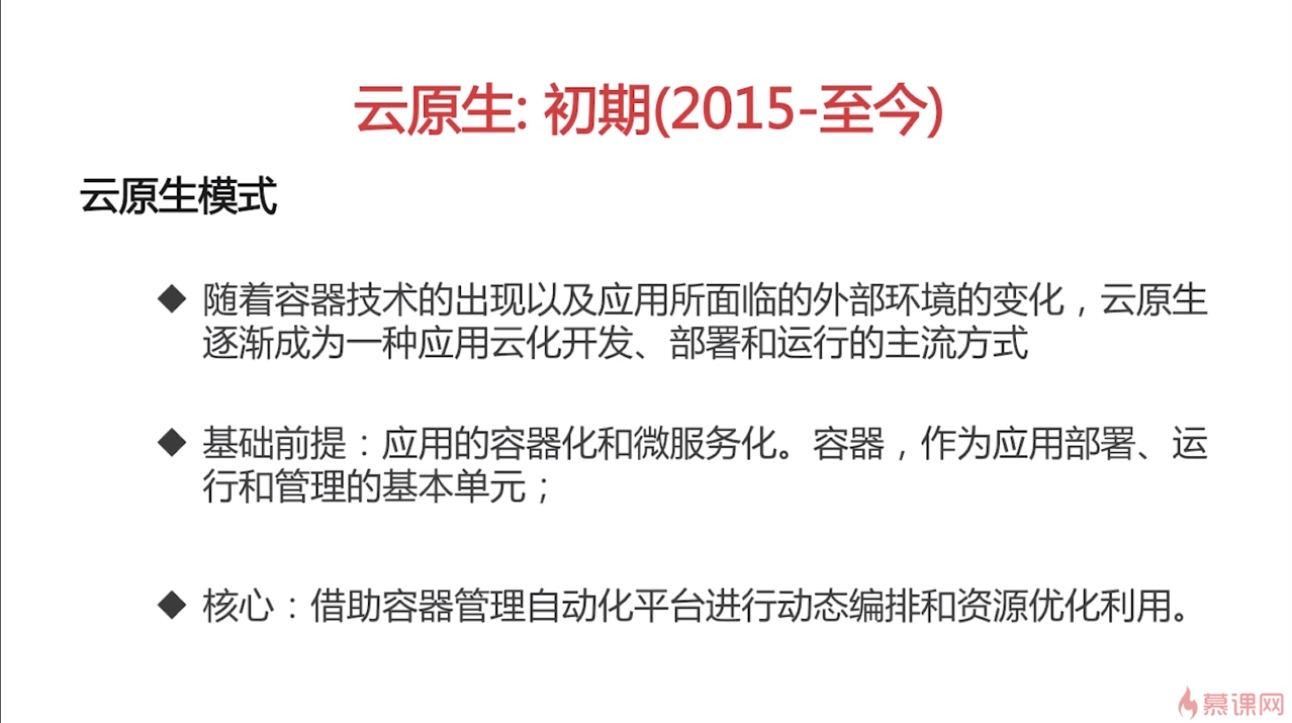 云原生: 初期(2015-至今)
云原生模式
◆ 随着容器技术的出现以及应用所面临的外部环境的变化，云原生
逐渐成为一种应用云化开发、部署和运行的主流方式
◆ 基础前提：应用的容器化和微服务化。容器，作为应用部署、运
行和管理的基本单元；
◆ 核心：借助容器管理自动化平台进行动态编排和资源优化利用。
慕课网